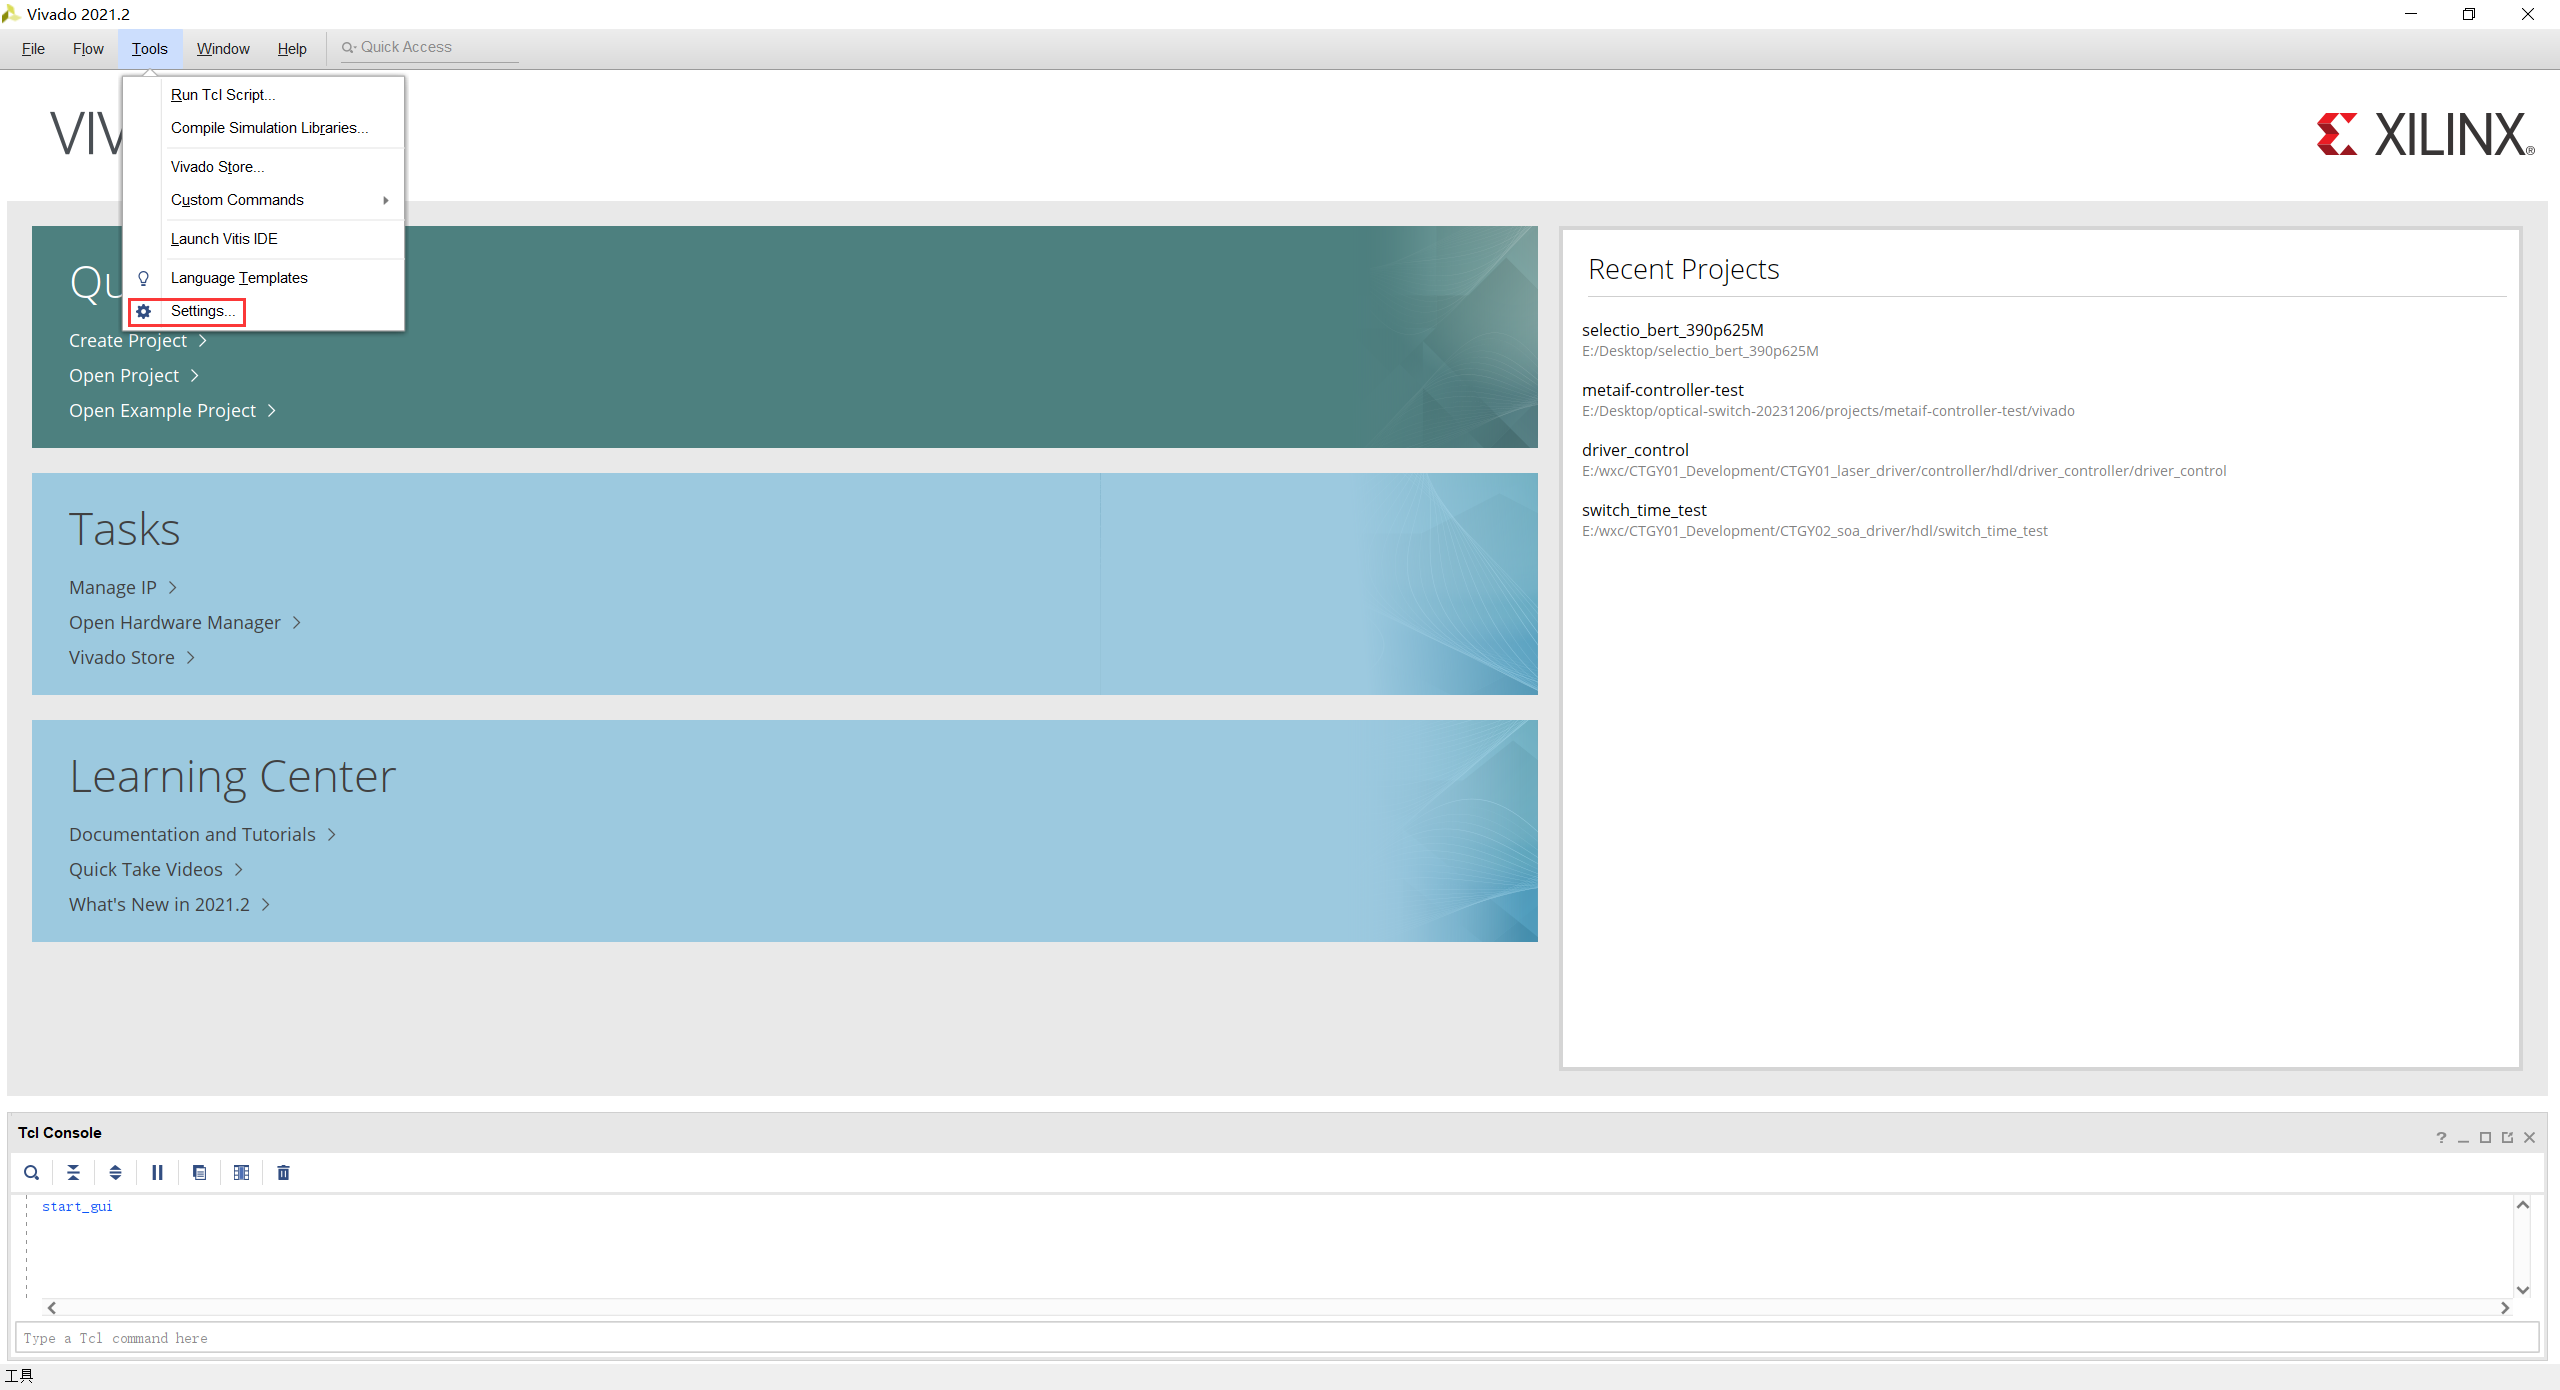 Vivado 2021.2
File Flow Tools Window Help Quick Access
Run Tcl Script...
Compile Simulation Libraries...
Vivado Store...
Custom Commands
Launch Vitis IDE
Language Templates
Settings...
VIV
XILINX®
Qu
Create Project
Open Project
Open Example Project
Tasks
Manage IP
Open Hardware Manager
Vivado Store
Learning Center
Documentation and Tutorials
Quick Take Videos
What's New in 2021.2
Recent Projects
selectio_bert_390p625M
E:/Desktop/selectio_bert_390p625M
metaif-controller-test
E:/Desktop/optical-switch-20231206/projects/metaif-controller-test/vivado
driver_control
E:/wxc/CTGY01_Development/CTGY01_laser_driver/controller/hdl/driver_controller/driver_control
switch_time_test
E:/wxc/CTGY01_Development/CTGY02_soa_driver/hdl/switch_time_test
Tcl Console
start_gui
Type a Tcl command here
工具